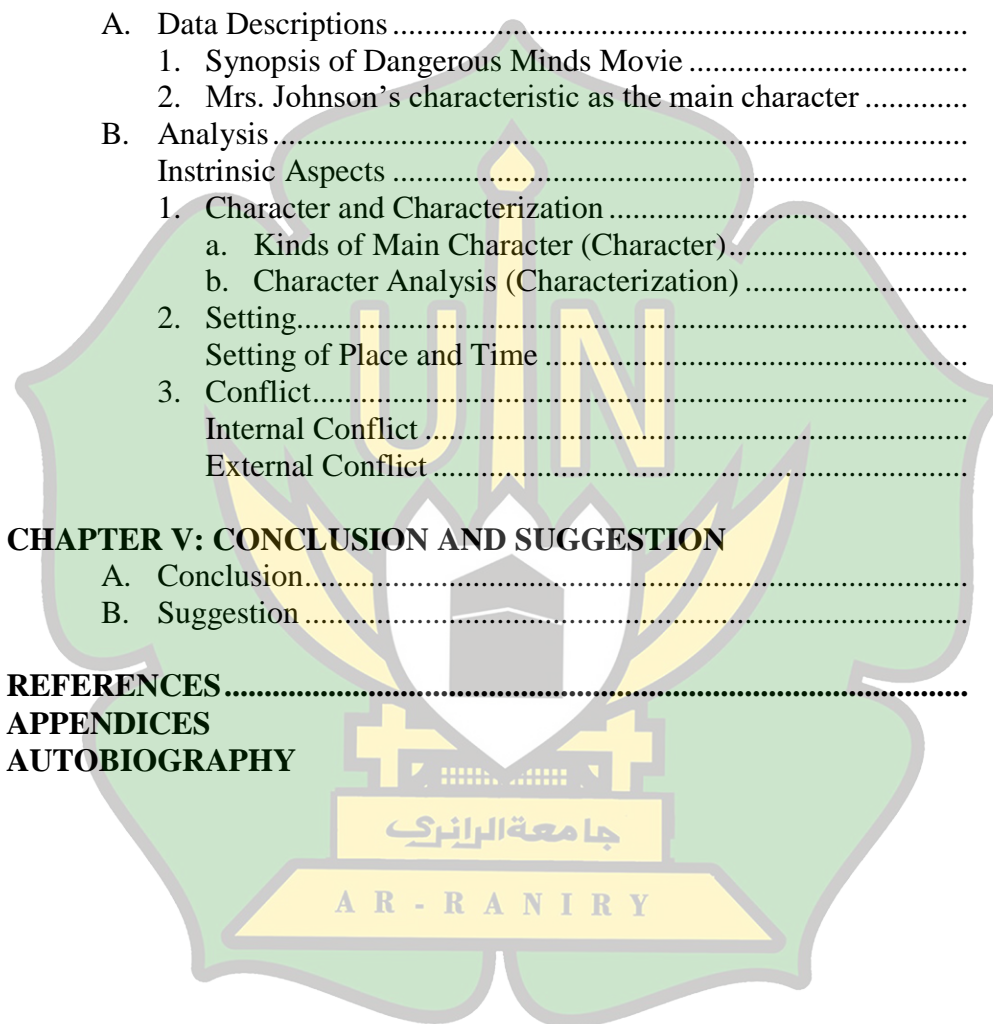 A. Data Descriptions ........................................................................
1. Synopsis of Dangerous Minds Movie ...................................
2. Mrs. Johnson’s characteristic as the main character .............
B. Analysis .......................................................................................
Instrinsic Aspects ........................................................................
1. Character and Characterization .............................................
a. Kinds of Main Character (Character)..............................
b. Character Analysis (Characterization) ............................
2. Setting....................................................................................
Setting of Place and Time .....................................................
3. Conflict..................................................................................
Internal Conflict ....................................................................
External Conflict ...................................................................
CHAPTER V: CONCLUSION AND SUGGESTION
A. Conclusion...................................................................................
B. Suggestion ...................................................................................
REFERENCES .............................................................................................
APPENDICES
AUTOBIOGRAPHY
UIN
جامعةالرانرك
AR-RANIRY